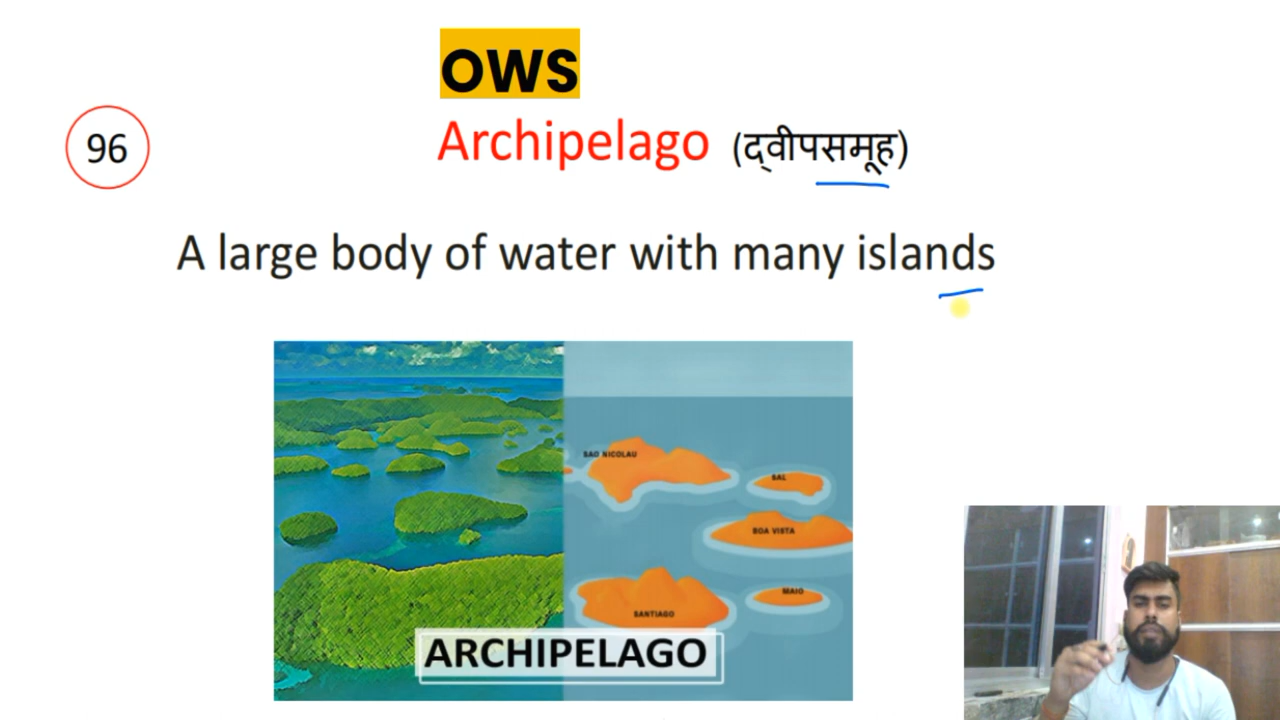 OWS
96
Archipelago (द्वीपसमूह)
A large body of water with many islands
SAO NICOLAU
SAL
BOA VISTA
MAIO
SANTIAGO
ARCHIPELAGO